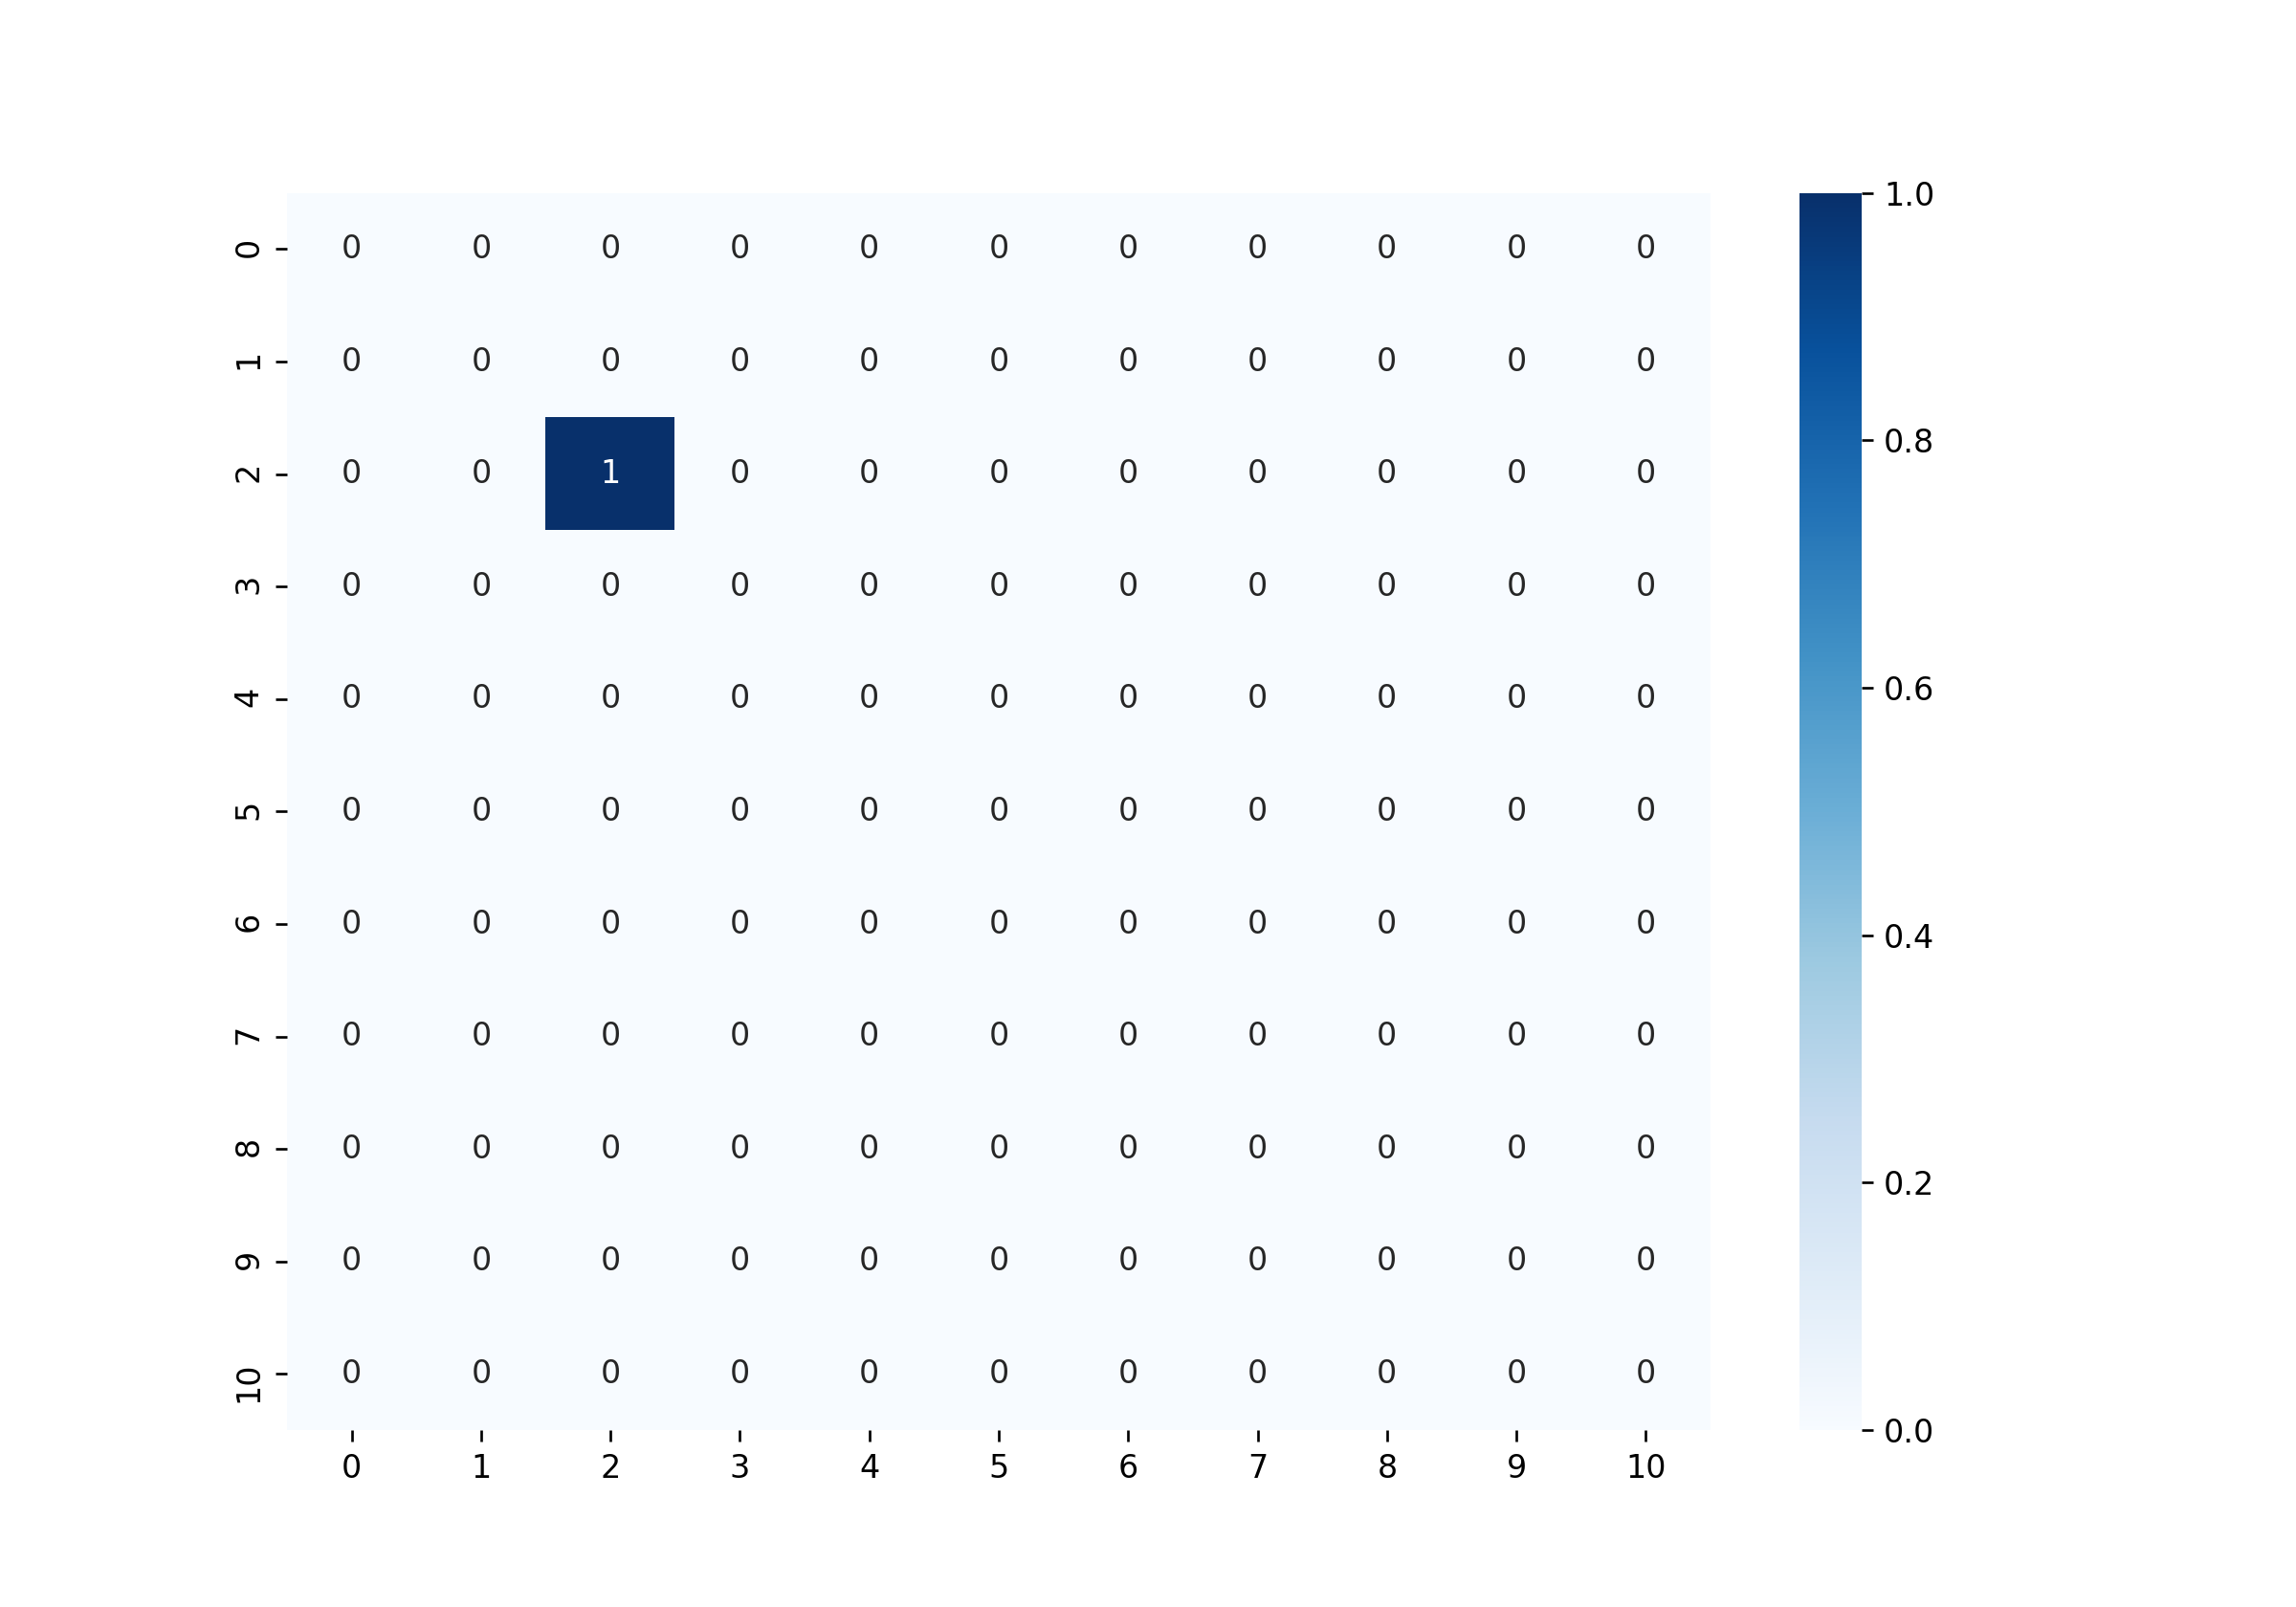 1.0
0 0 0 0 0 0 0 0 0 0 0 0
1 0 0 0 0 0 0 0 0 0 0 0
0.8
2 0 0 1 0 0 0 0 0 0 0 0
3 0 0 0 0 0 0 0 0 0 0 0
0.6
4 0 0 0 0 0 0 0 0 0 0 0
5 0 0 0 0 0 0 0 0 0 0 0
6 0 0 0 0 0 0 0 0 0 0 0
0.4
7 0 0 0 0 0 0 0 0 0 0 0
8 0 0 0 0 0 0 0 0 0 0 0
0.2
9 0 0 0 0 0 0 0 0 0 0 0
10 0 0 0 0 0 0 0 0 0 0 0
0.0
0 1 2 3 4 5 6 7 8 9 10